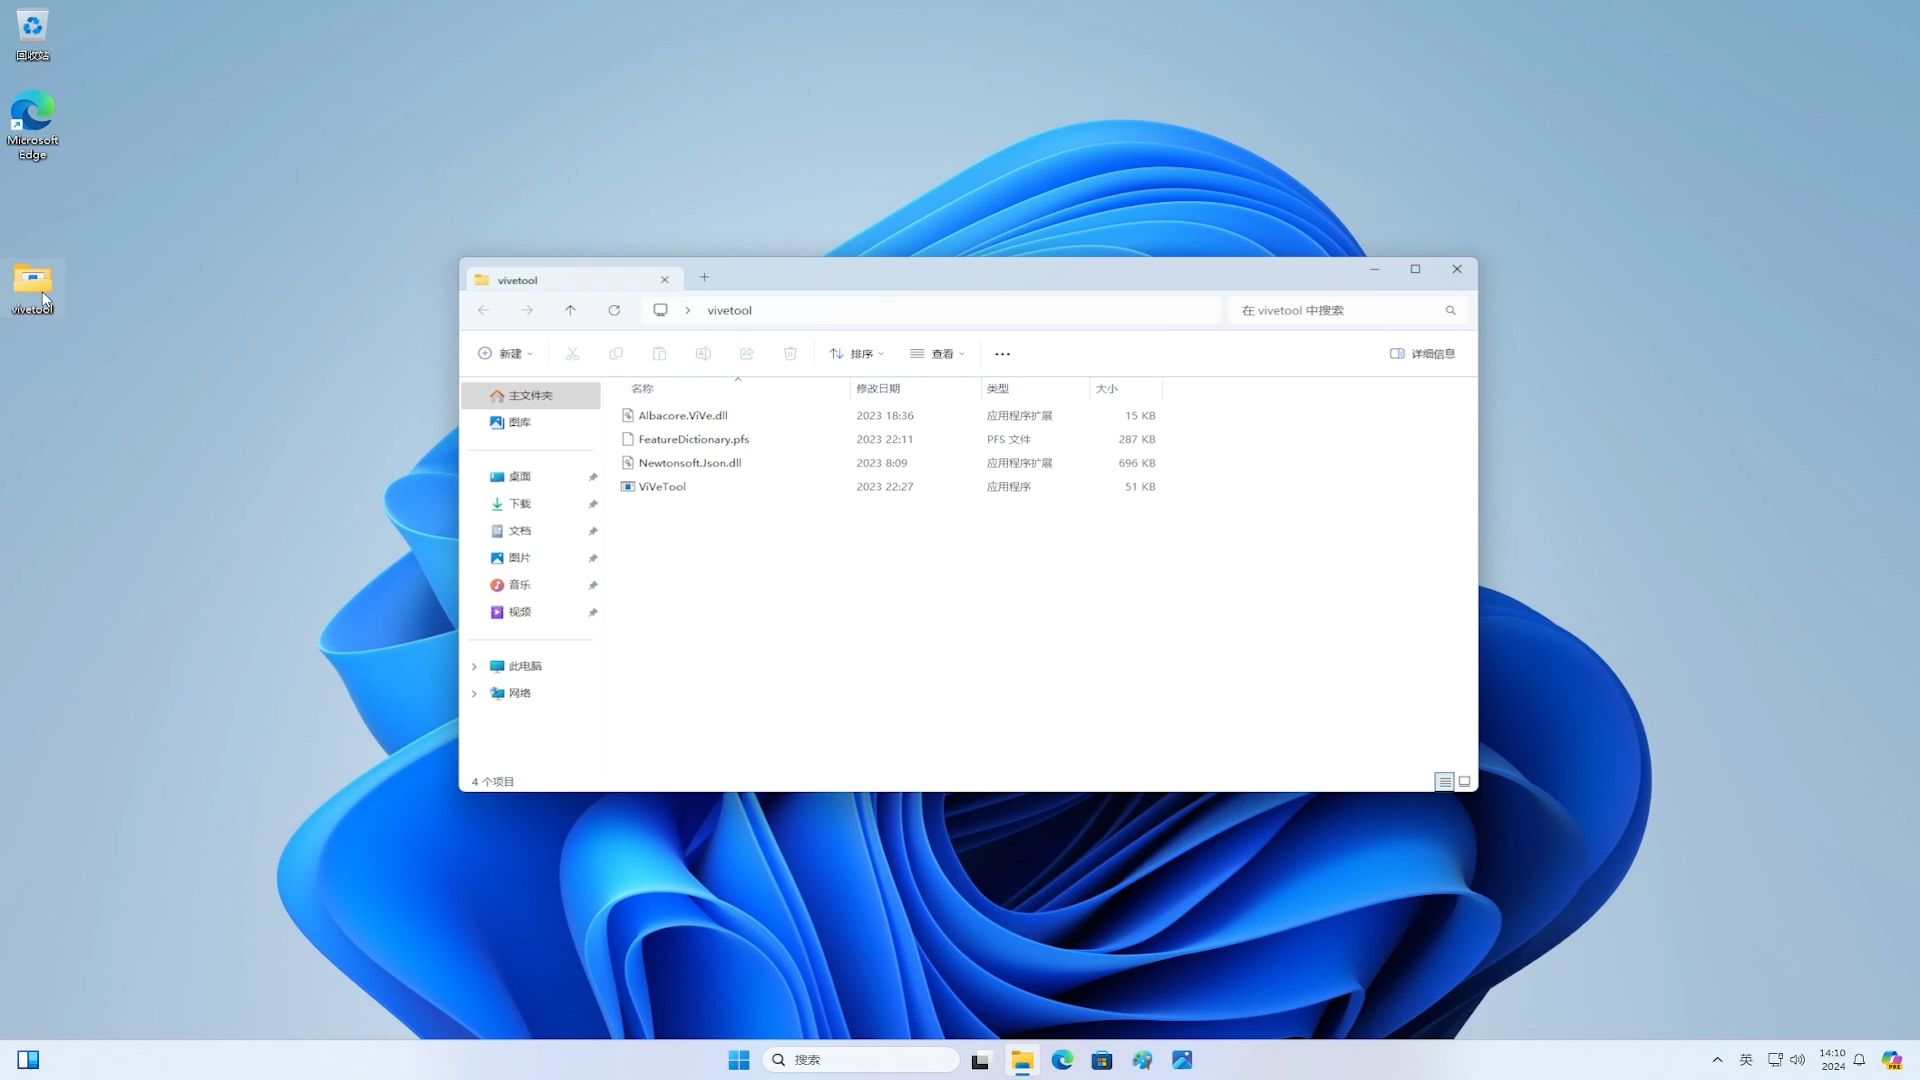 回收站
Microsoft
Edge
vivetool
vivetool
vivetool
在 vivetool 中搜索
新建
排序
查看
详细信息
主文件夹
图库
桌面
下载
文档
图片
音乐
视频
此电脑
网络
名称 修改日期 类型 大小
Albacore.ViVe.dll 2023 18:36 应用程序扩展 15 KB
FeatureDictionary.pfs 2023 22:11 PFS 文件 287 KB
Newtonsoft.Json.dll 2023 8:09 应用程序扩展 696 KB
ViVeTool 2023 22:27 应用程序 51 KB
4 个项目
搜索
英
14:10
2024
PRE